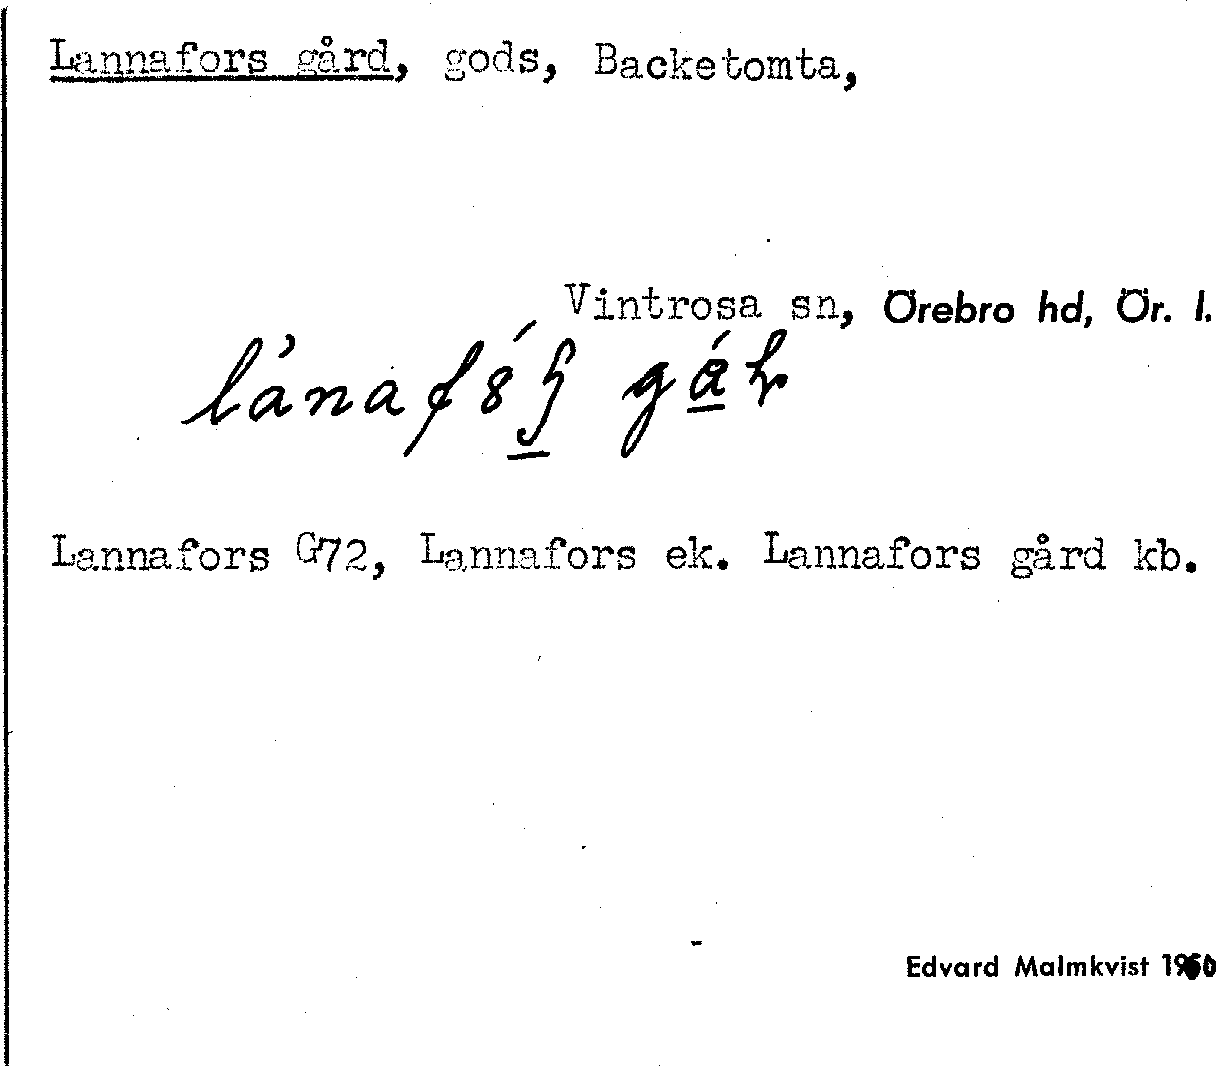 Lannafors gård, gods, Backetomta,
Vintrosa sn, Örebro hd, Ör. l.
Lannafors G72, Lannafors ek. Lannafors gård kb.
Edvard Malmkvist